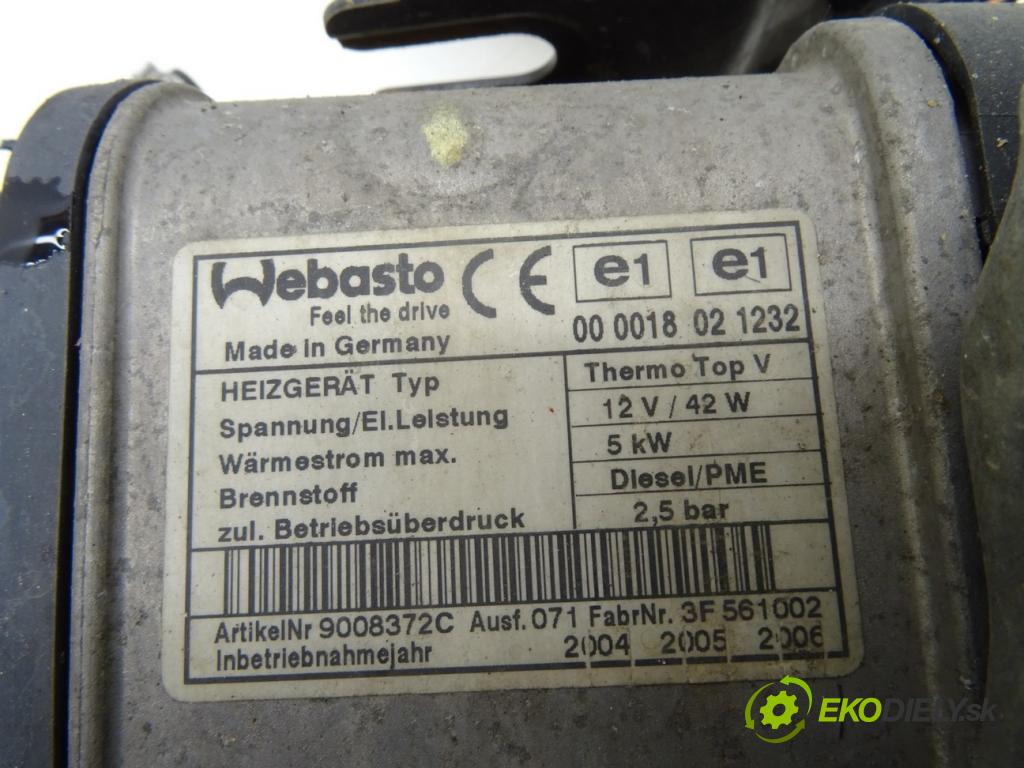 Webasto CE e1 e1
Feel the drive
00 0018 02 1232
Made in Germany
HEIZGERÄT Typ Thermo Top V
Spannung/El.Leistung 12 V / 42 W
Wärmestrom max. 5 kW
Brennstoff Diesel/PME
zul. Betriebsüberdruck 2,5 bar
ArtikelNr 9008372C Ausf. 071 FabrNr. 3F 561002
Inbetriebnahmejahr 2004 2005 2006
EKODIELY.sk